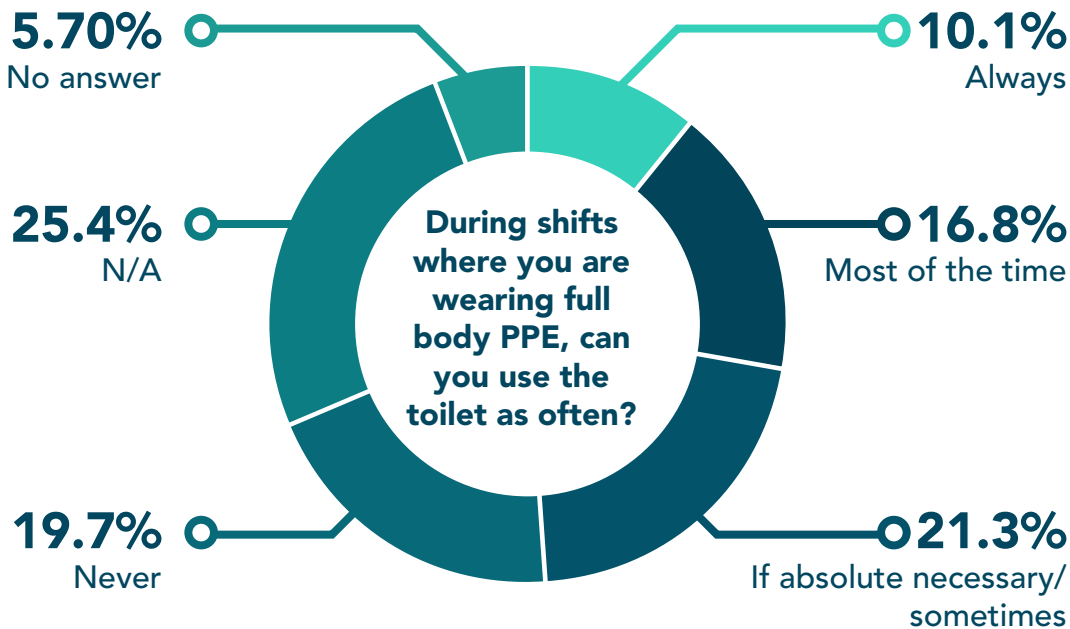 5.70%
No answer
10.1%
Always
25.4%
N/A
During shifts
where you are
wearing full
body PPE, can
you use the
toilet as often?
16.8%
Most of the time
19.7%
Never
21.3%
If absolute necessary/
sometimes